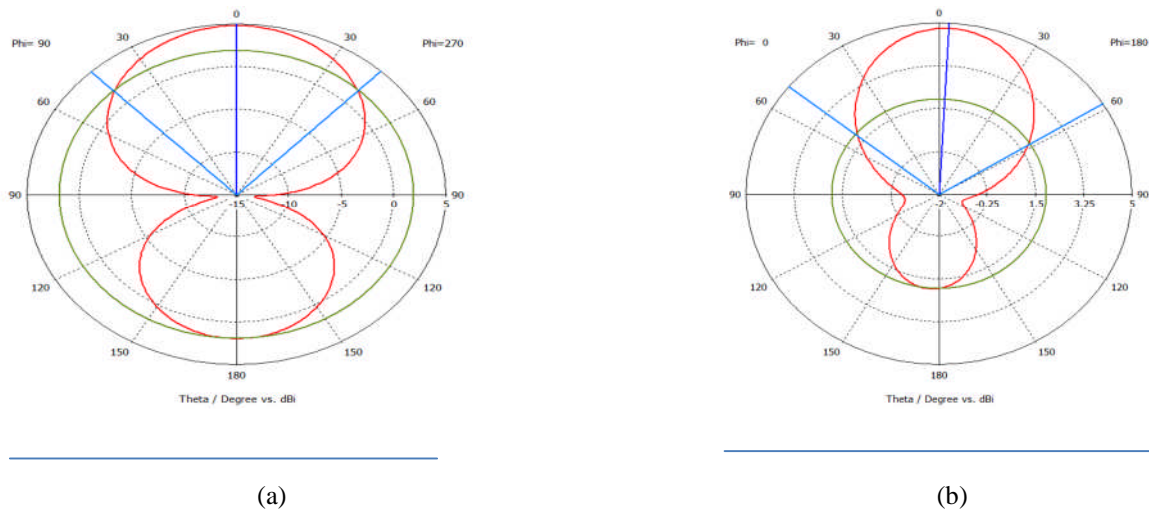 0
Phi= 90 30 30 Phi=270
60 60
90 -15 -10 -5 0 5 90
120 120
150 150
180
Theta / Degree vs. dBi
(a)
0
Phi= 0 30 30 Phi=180
60 60
90 -2 -0.25 1.5 3.25 5 90
120 120
150 150
180
Theta / Degree vs. dBi
(b)